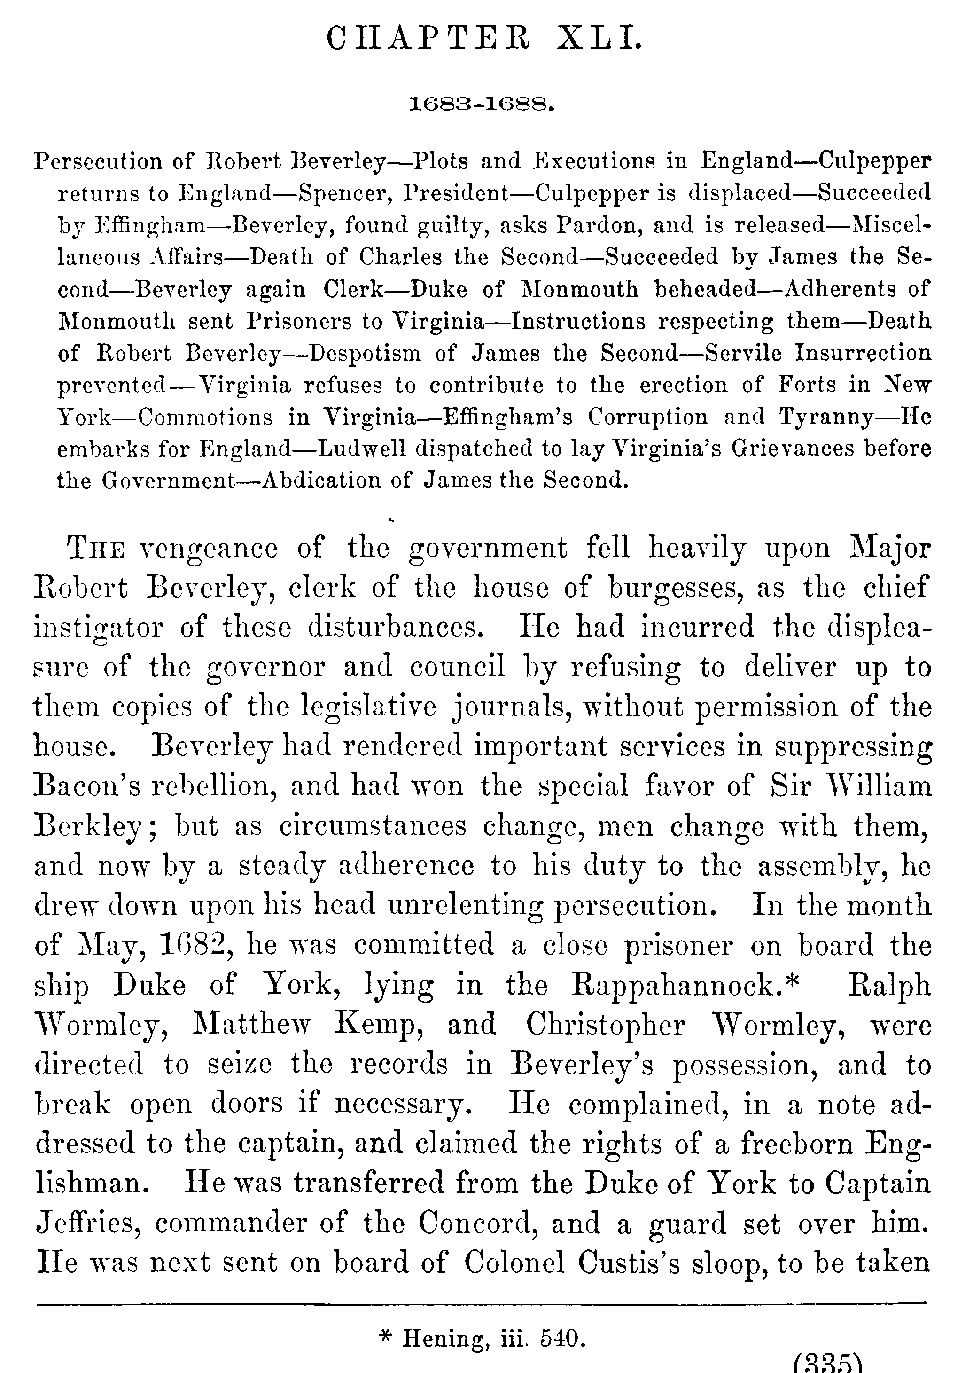 CHAPTER XLI.
1683-1688.
Persecution of Robert Beverley—Plots and Executions in England—Culpepper
returns to England—Spencer, President—Culpepper is displaced—Succeeded
by Effingham—Beverley, found guilty, asks Pardon, and is released—Miscel-
laneous Affairs—Death of Charles the Second—Succeeded by James the Se-
cond—Beverley again Clerk—Duke of Monmouth beheaded—Adherents of
Monmouth sent Prisoners to Virginia—Instructions respecting them—Death
of Robert Beverley—Despotism of James the Second—Servile Insurrection
prevented—Virginia refuses to contribute to the erection of Forts in New
York—Commotions in Virginia—Effingham's Corruption and Tyranny—He
embarks for England—Ludwell dispatched to lay Virginia's Grievances before
the Government—Abdication of James the Second.
THE vengeance of the government fell heavily upon Major
Robert Beverley, clerk of the house of burgesses, as the chief
instigator of these disturbances. He had incurred the displea-
sure of the governor and council by refusing to deliver up to
them copies of the legislative journals, without permission of the
house. Beverley had rendered important services in suppressing
Bacon's rebellion, and had won the special favor of Sir William
Berkley; but as circumstances change, men change with them,
and now by a steady adherence to his duty to the assembly, he
drew down upon his head unrelenting persecution. In the month
of May, 1682, he was committed a close prisoner on board the
ship Duke of York, lying in the Rappahannock.* Ralph
Wormley, Matthew Kemp, and Christopher Wormley, were
directed to seize the records in Beverley's possession, and to
break open doors if necessary. He complained, in a note ad-
dressed to the captain, and claimed the rights of a freeborn Eng-
lishman. He was transferred from the Duke of York to Captain
Jeffries, commander of the Concord, and a guard set over him.
He was next sent on board of Colonel Custis's sloop, to be taken
* Hening, iii. 540.
(335)